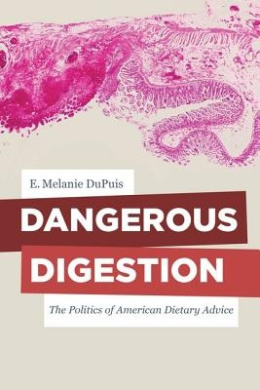 E. Melanie DuPuis
DANGEROUS
DIGESTION
The Politics of American Dietary Advice